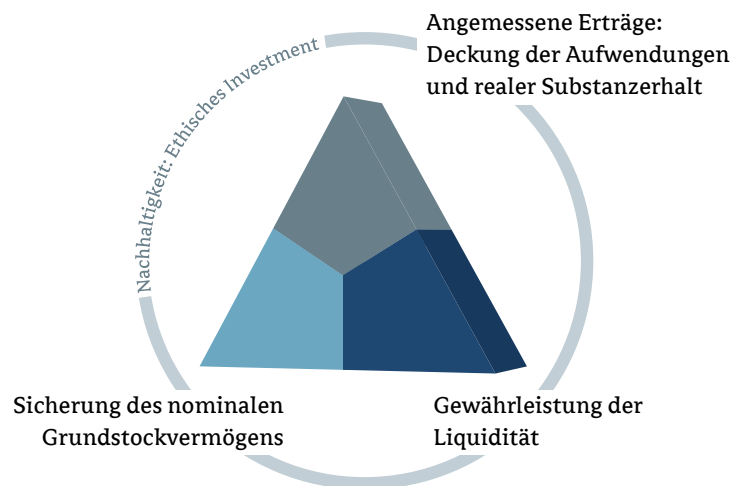 Angemessene Erträge:
Deckung der Aufwendungen
und realer Substanzerhalt
Nachhaltigkeit: Ethisches Investment
Sicherung des nominalen
Grundstockvermögens
Gewährleistung der
Liquidität